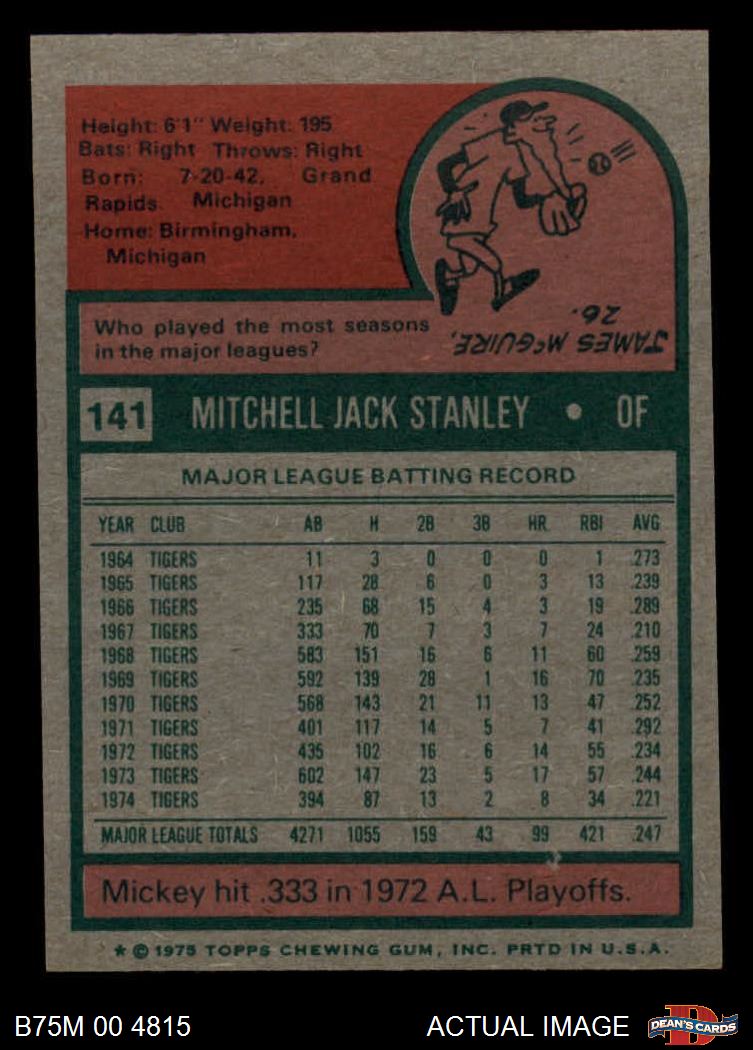 Height: 6'1" Weight: 195
Bats: Right Throws: Right
Born: 7-20-42, Grand
Rapids, Michigan
Home: Birmingham,
Michigan
Who played the most seasons
in the major leagues?
JAMES McGUIRE,
26.
141 MITCHELL JACK STANLEY • OF
MAJOR LEAGUE BATTING RECORD
YEAR CLUB AB H 2B 3B HR RBI AVG
1964 TIGERS 11 3 0 0 0 1 .273
1965 TIGERS 117 28 6 0 3 13 .239
1966 TIGERS 235 68 15 4 3 19 .289
1967 TIGERS 333 70 7 3 7 24 .210
1968 TIGERS 583 151 16 6 11 60 .259
1969 TIGERS 592 139 28 1 16 70 .235
1970 TIGERS 568 143 21 11 13 47 .252
1971 TIGERS 401 117 14 5 7 41 .292
1972 TIGERS 435 102 16 6 14 55 .234
1973 TIGERS 602 147 23 5 17 57 .244
1974 TIGERS 394 87 13 2 8 34 .221
MAJOR LEAGUE TOTALS 4271 1055 159 43 99 421 .247
Mickey hit .333 in 1972 A.L. Playoffs.
* © 1975 TOPPS CHEWING GUM, INC. PRTD IN U.S.A.
B75M 00 4815 ACTUAL IMAGE D DEAN'S CARDS